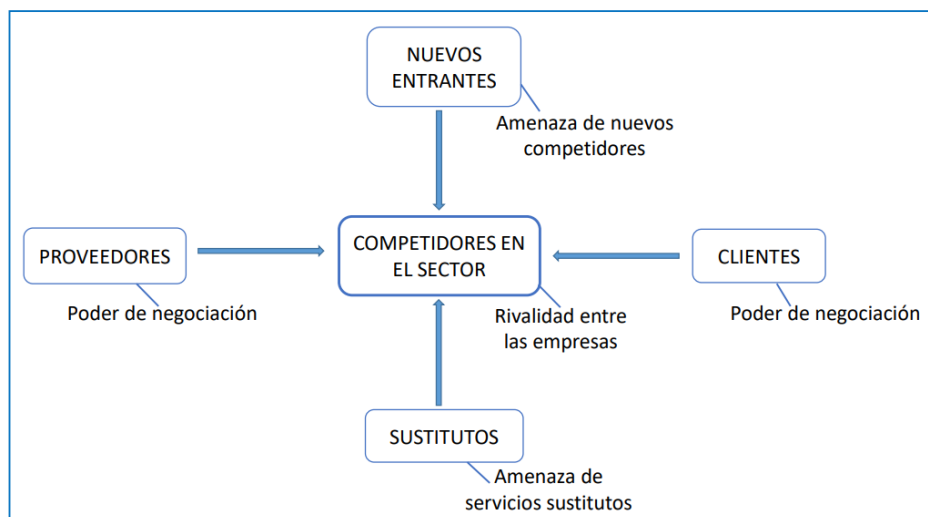 NUEVOS
ENTRANTES
Amenaza de nuevos
competidores
PROVEEDORES
Poder de negociación
COMPETIDORES EN
EL SECTOR
Rivalidad entre
las empresas
CLIENTES
Poder de negociación
SUSTITUTOS
Amenaza de
servicios sustitutos